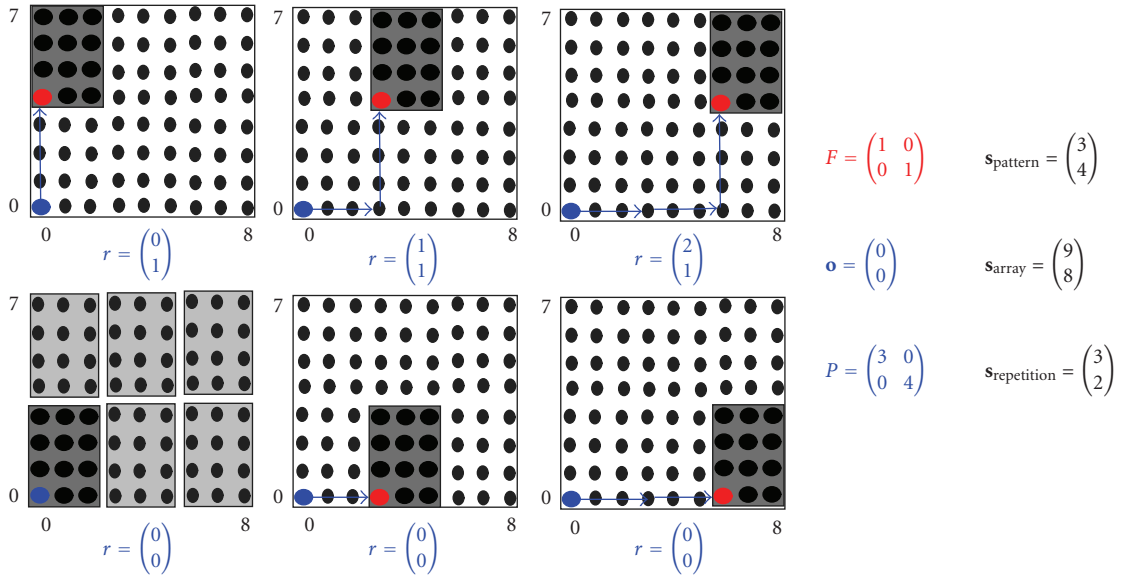 7 7 7
0 0 0
0 8 0 8 0 8
r = (0 1) r = (1 1) r = (2 1)
7 7 7
0 0 0
0 8 0 8 0 8
r = (0 0) r = (0 0) r = (0 0)
F = (1 0 0 1) s_pattern = (3 4)
o = (0 0) s_array = (9 8)
P = (3 0 0 4) s_repetition = (3 2)